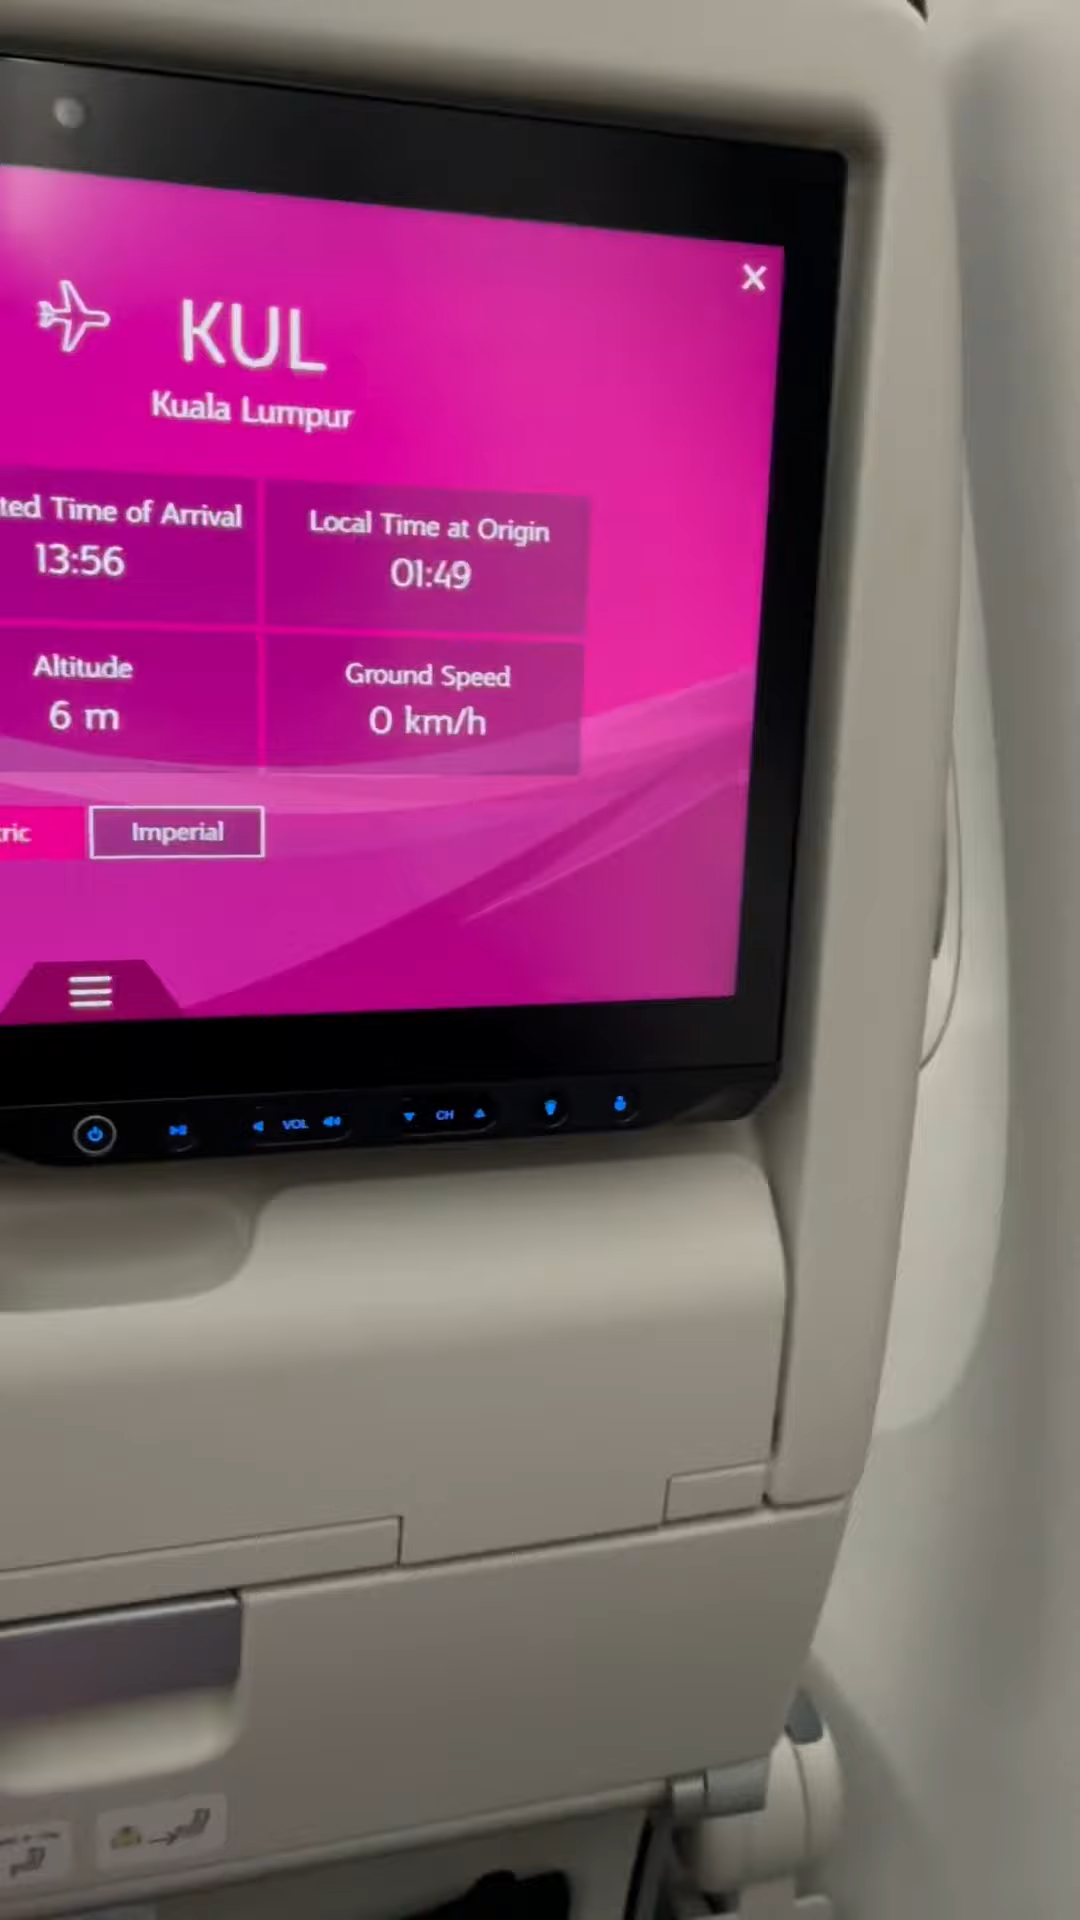 KUL
Kuala Lumpur
ted Time of Arrival
13:56
Local Time at Origin
01:49
Altitude
6 m
Ground Speed
0 km/h
ric
Imperial
VOL
CH